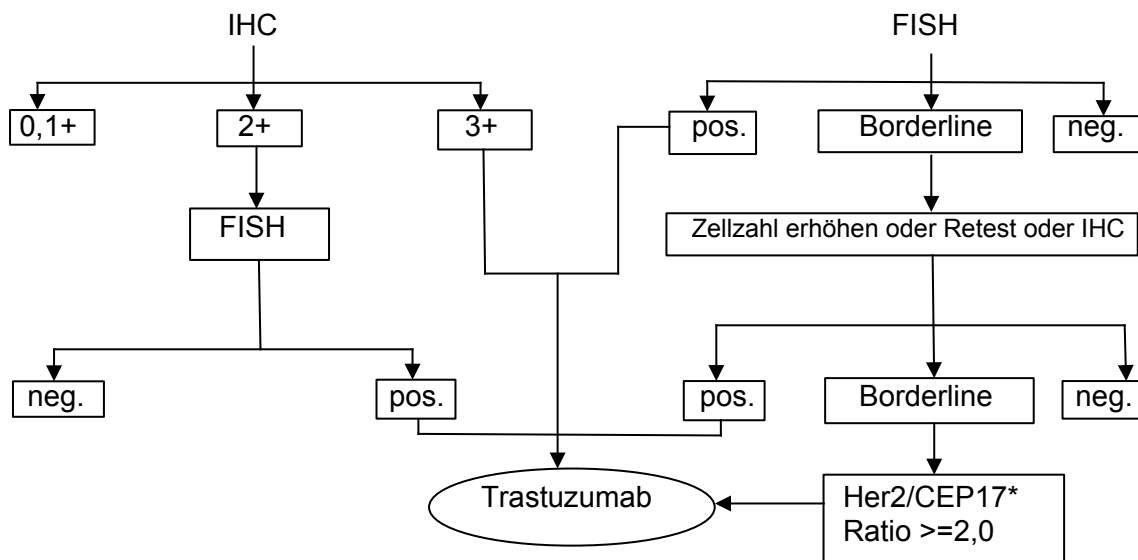 IHC
FISH
0,1+
2+
3+
pos.
Borderline
neg.
FISH
Zellzahl erhöhen oder Retest oder IHC
neg.
pos.
pos.
Borderline
neg.
Trastuzumab
Her2/CEP17*
Ratio >=2,0